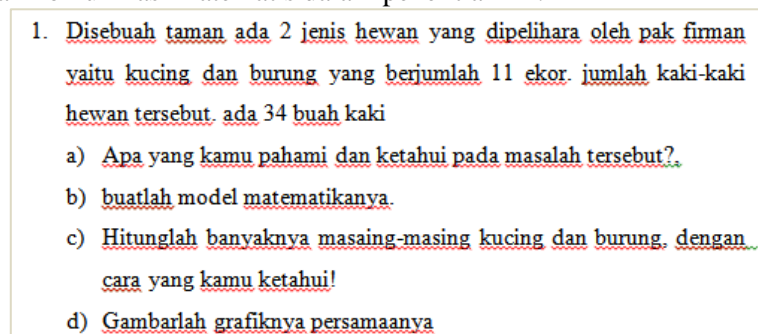 1. Disebuah taman ada 2 jenis hewan yang dipelihara oleh pak firman
yaitu kucing dan burung yang berjumlah 11 ekor. jumlah kaki-kaki
hewan tersebut. ada 34 buah kaki
a) Apa yang kamu pahami dan ketahui pada masalah tersebut?,
b) buatlah model matematikanya.
c) Hitunglah banyaknya masaing-masing kucing dan burung, dengan
cara yang kamu ketahui!
d) Gambarlah grafiknya persamaanya